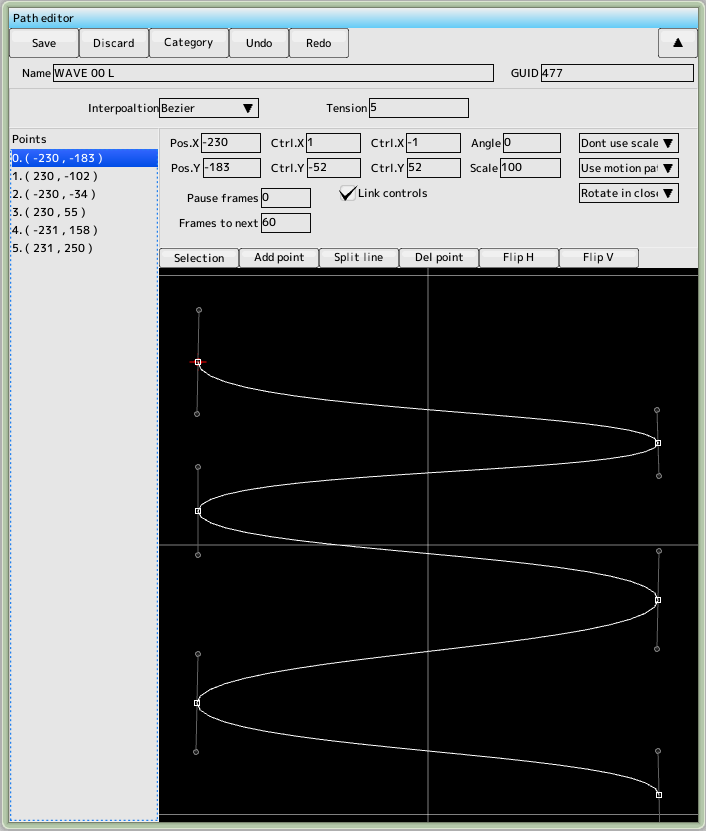 Path editor
Save Discard Category Undo Redo ▲
Name WAVE 00 L GUID 477
Interpoaltion Bezier ▼ Tension 5
Points
0. ( -230 , -183 )
1. ( 230 , -102 )
2. ( -230 , -34 )
3. ( 230 , 55 )
4. ( -231 , 158 )
5. ( 231 , 250 )
Pos.X -230 Ctrl.X 1 Ctrl.X -1 Angle 0 Dont use scale ▼
Pos.Y -183 Ctrl.Y -52 Ctrl.Y 52 Scale 100 Use motion pat ▼
Pause frames 0 Link controls Rotate in close ▼
Frames to next 60
Selection Add point Split line Del point Flip H Flip V